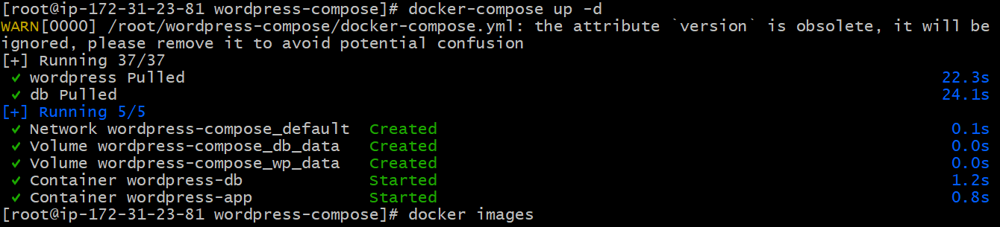 [root@ip-172-31-23-81 wordpress-compose]# docker-compose up -d
WARN[0000] /root/wordpress-compose/docker-compose.yml: the attribute `version` is obsolete, it will be
ignored, please remove it to avoid potential confusion
[+] Running 37/37
✓ wordpress Pulled 22.3s
✓ db Pulled 24.1s
[+] Running 5/5
✓ Network wordpress-compose_default Created 0.1s
✓ Volume wordpress-compose_db_data Created 0.0s
✓ Volume wordpress-compose_wp_data Created 0.0s
✓ Container wordpress-db Started 1.2s
✓ Container wordpress-app Started 0.8s
[root@ip-172-31-23-81 wordpress-compose]# docker images